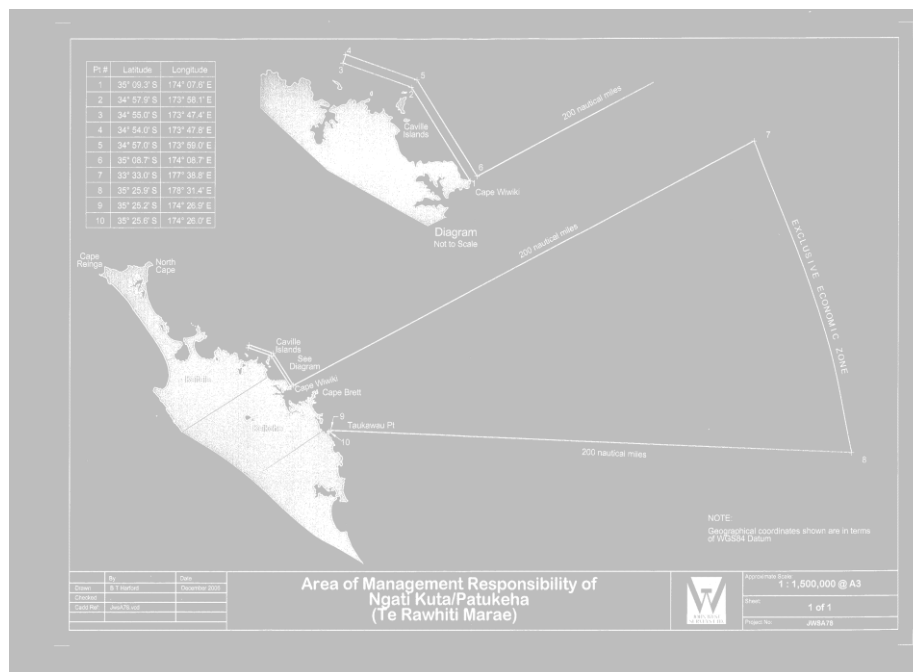 Pt # Latitude Longitude
1 35° 09.3' S 174° 07.6' E
2 34° 57.9' S 173° 58.1' E
3 34° 55.0' S 173° 47.4' E
4 34° 54.0' S 173° 47.8' E
5 34° 57.0' S 173° 59.0' E
6 35° 08.7' S 174° 08.7' E
7 33° 33.0' S 177° 38.8' E
8 35° 25.9' S 178° 31.4' E
9 35° 25.2' S 174° 26.9' E
10 35° 25.6' S 174° 26.0' E
4
3
5
2
Caville
Islands
200 nautical miles
6
1
Cape Wiwiki
Diagram
Not to Scale
7
200 nautical miles
EXCLUSIVE ECONOMIC ZONE
Cape
Reinga
North
Cape
Caville
Islands
See
Diagram
Cape Wiwiki
Cape Brett
9
Taukawau Pt
10
200 nautical miles
8
NOTE:
Geographical coordinates shown are in terms
of WGS84 Datum
By Date
Drawn B T Harford December 2003
Checked
Cadd Ref
Area of Management Responsibility of
Ngati Kuta/Patukeha
(Te Rawhiti Marae)
W
Approximate Scale:
1 : 1,500,000 @ A3
Sheet:
1 of 1
Project No: JWSA76